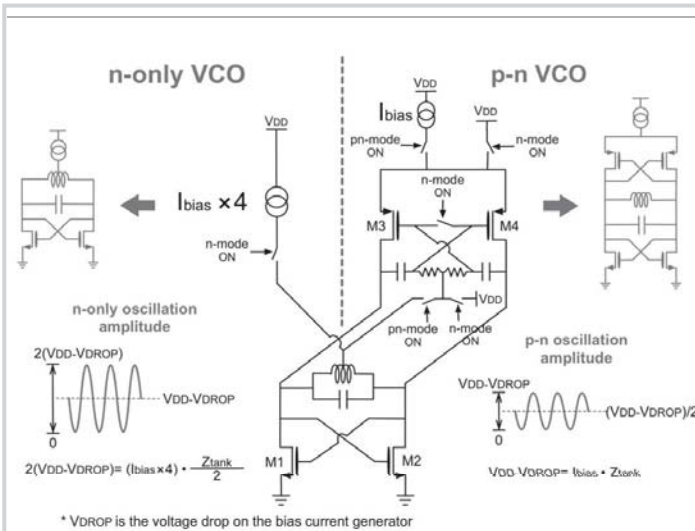 n-only VCO
p-n VCO
VDD
Ibias
VDD
VDD
pn-mode
ON
n-mode
ON
Ibias ×4
n-mode
ON
M3
M4
n-mode
ON
VDD
pn-mode
ON
n-mode
ON
n-only oscillation
amplitude
2(VDD-VDROP)
VDD-VDROP
0
2(VDD-VDROP)= (Ibias×4) · Ztank/2
p-n oscillation
amplitude
VDD-VDROP
(VDD-VDROP)/2
0
VDD-VDROP= Ibias · Ztank
M1
M2
* VDROP is the voltage drop on the bias current generator